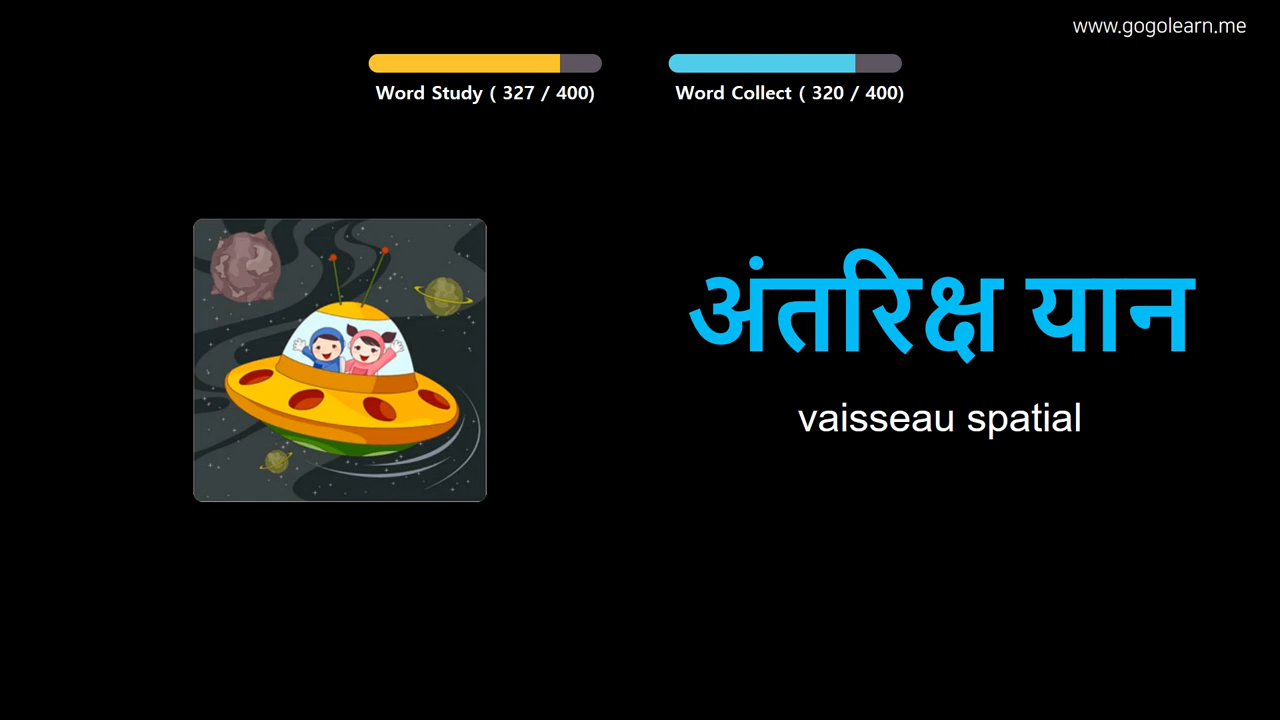 www.gogolearn.me
Word Study ( 327 / 400)
Word Collect ( 320 / 400)
अंतरिक्ष यान
vaisseau spatial